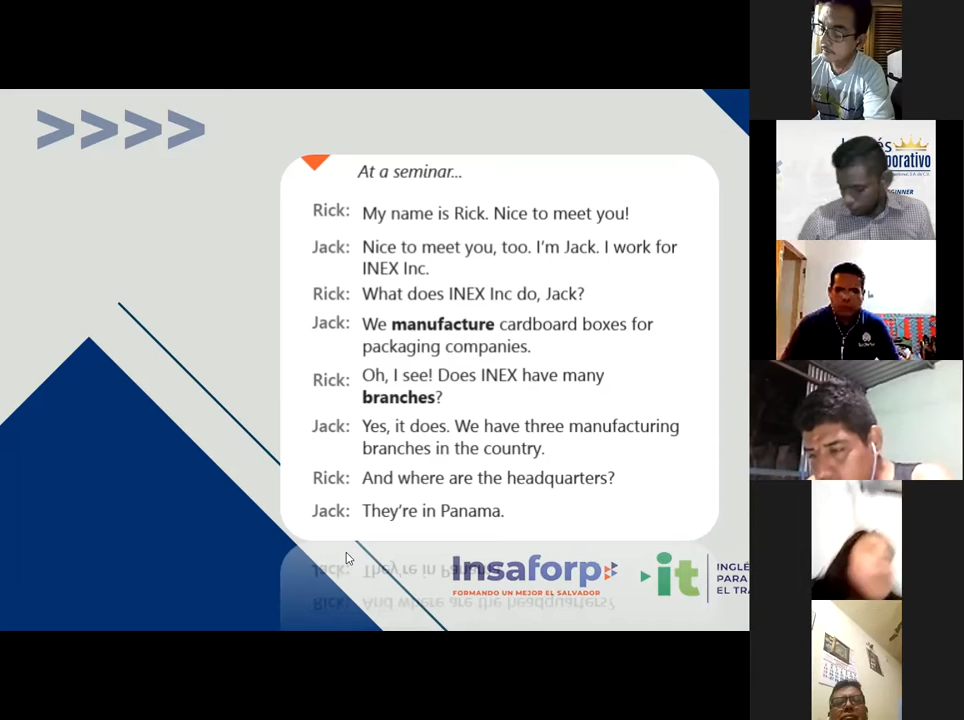 >>>>
At a seminar...
Rick: My name is Rick. Nice to meet you!
Jack: Nice to meet you, too. I'm Jack. I work for
INEX Inc.
Rick: What does INEX Inc do, Jack?
Jack: We manufacture cardboard boxes for
packaging companies.
Rick: Oh, I see! Does INEX have many
branches?
Jack: Yes, it does. We have three manufacturing
branches in the country.
Rick: And where are the headquarters?
Jack: They're in Panama.
Insaforp
FORMANDO UN MEJOR EL SALVADOR
it
INGLÉ
PARA
EL TRA